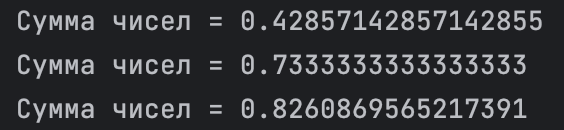 Сумма чисел = 0.42857142857142855
Сумма чисел = 0.7333333333333333
Сумма чисел = 0.8260869565217391